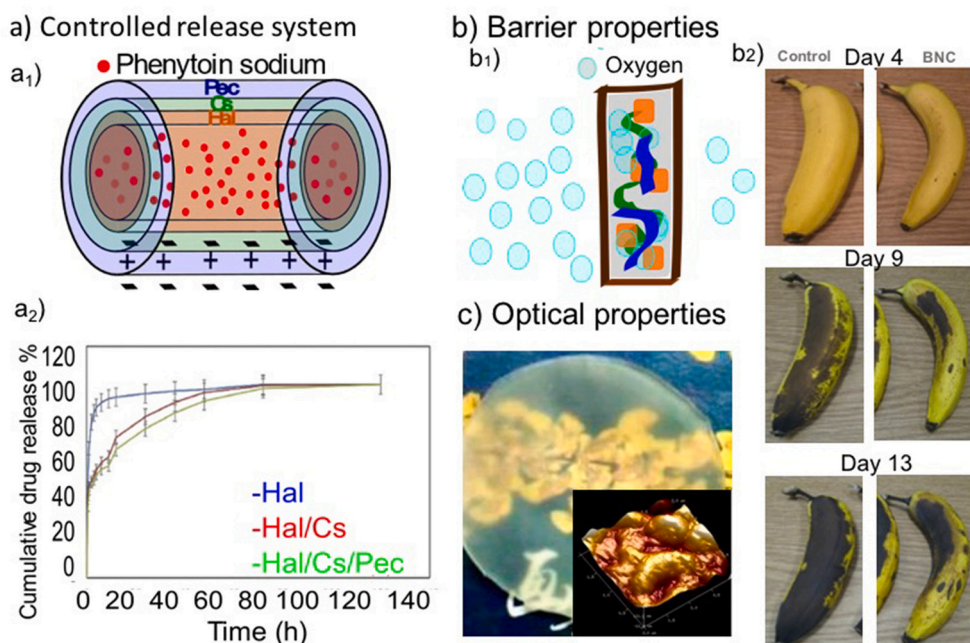 a) Controlled release system
a1)
Phenytoin sodium
Pec
Cs
Hal
a2)
Cumulative drug realease %
120
100
80
60
40
20
0
-Hal
-Hal/Cs
-Hal/Cs/Pec
0 20 40 60 80 100 120 140
Time (h)
b) Barrier properties
b1)
Oxygen
b2)
Control
Day 4
BNC
Day 9
Day 13
c) Optical properties